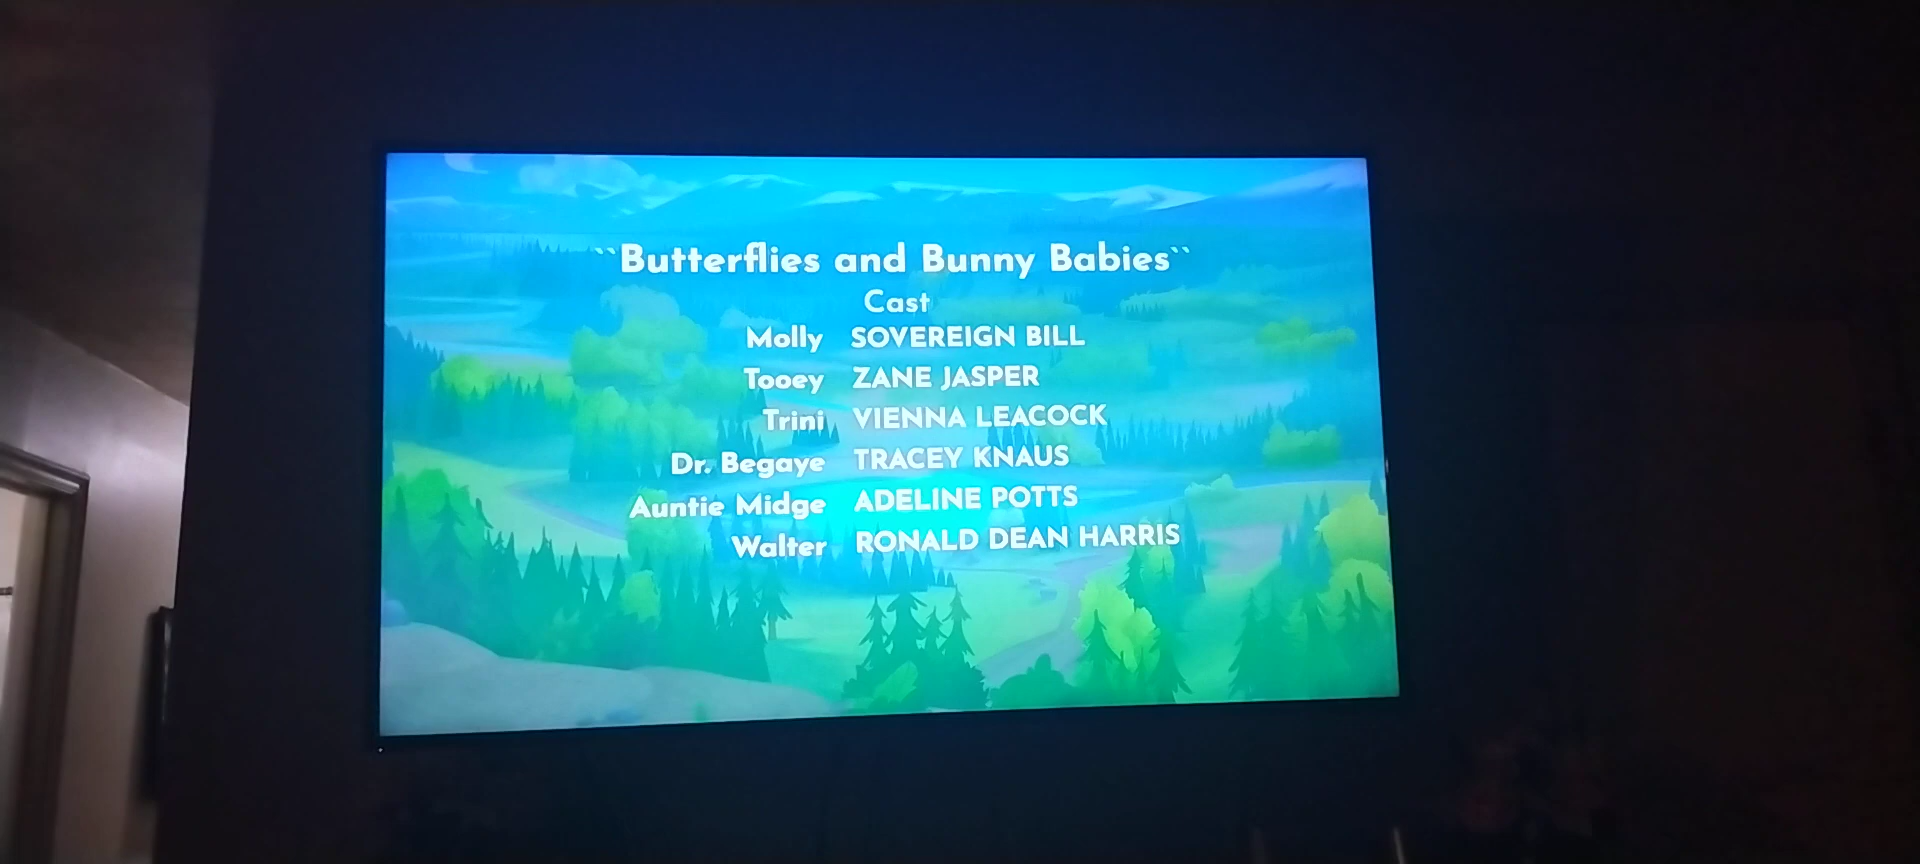 ``Butterflies and Bunny Babies``
Cast
Molly SOVEREIGN BILL
Tooey ZANE JASPER
Trini VIENNA LEACOCK
Dr. Begaye TRACEY KNAUS
Auntie Midge ADELINE POTTS
Walter RONALD DEAN HARRIS